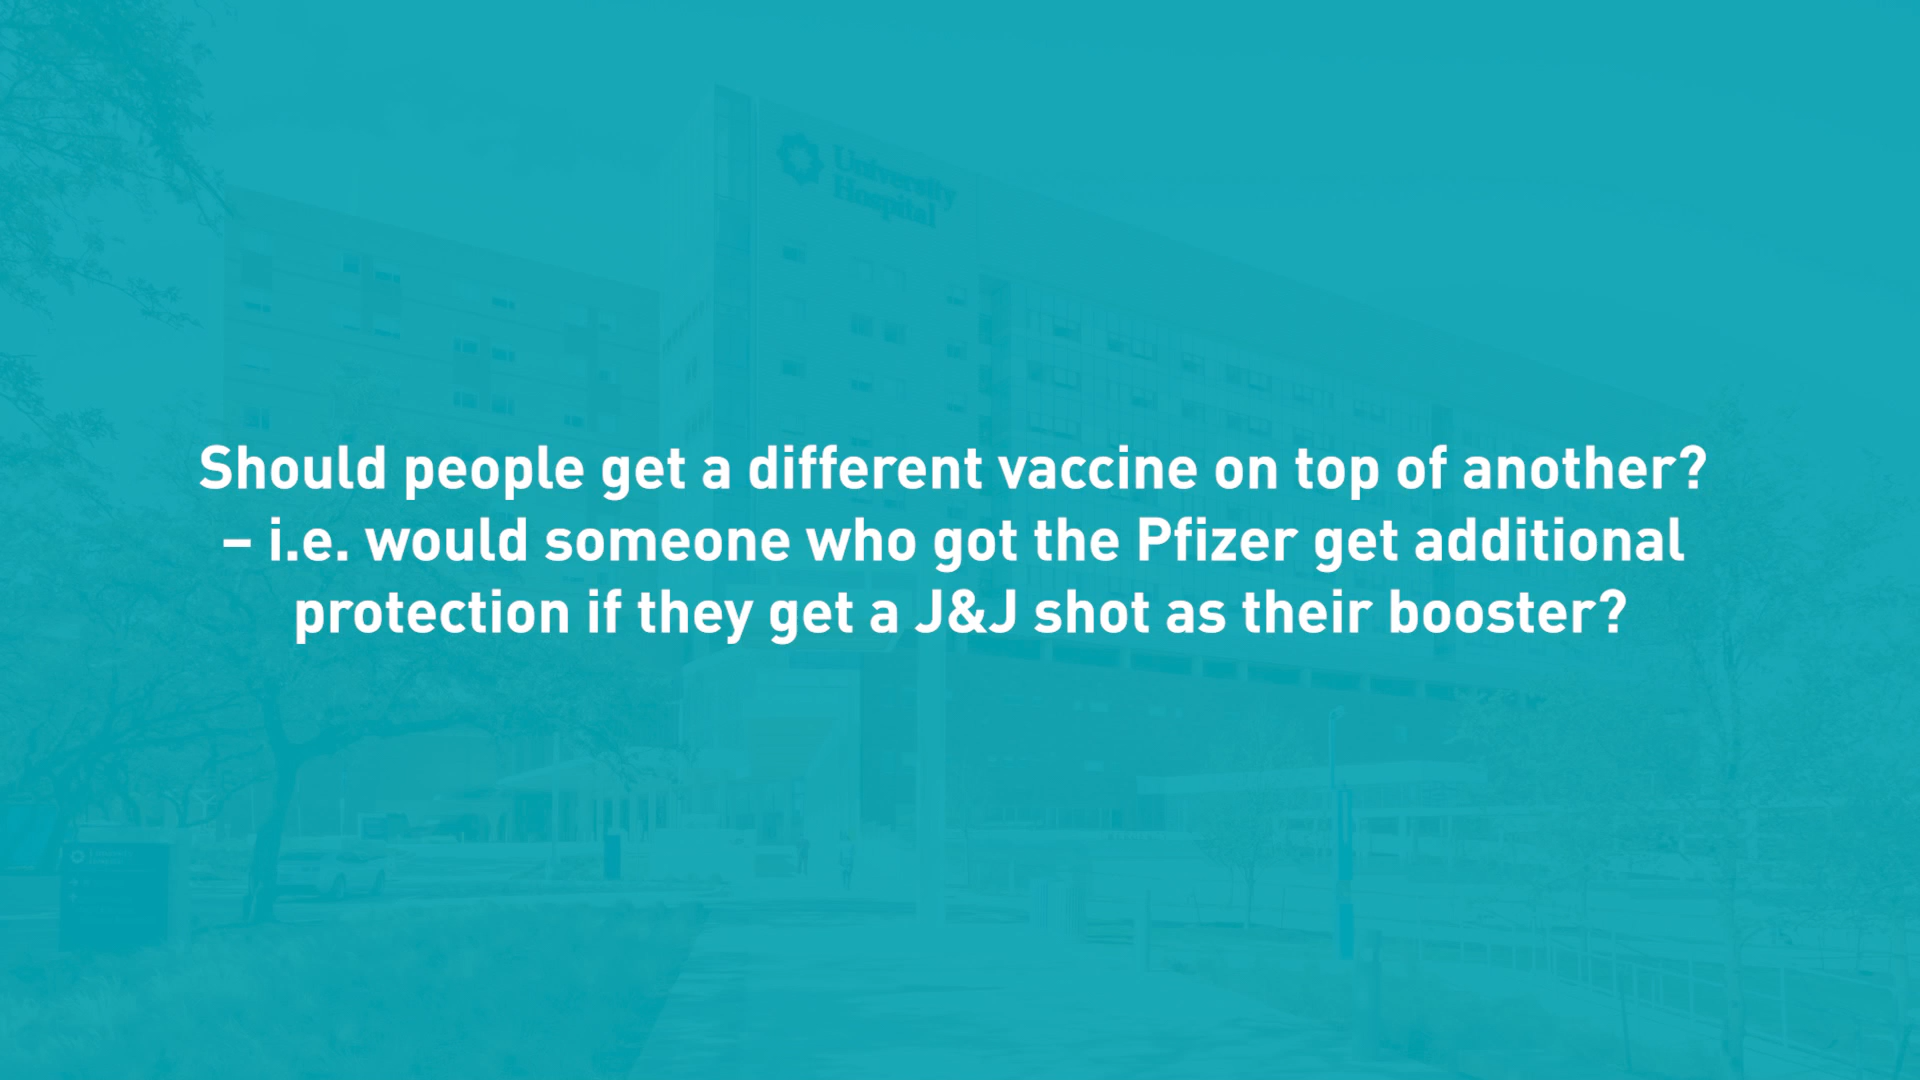 University
Hospital
Should people get a different vaccine on top of another?
– i.e. would someone who got the Pfizer get additional
protection if they get a J&J shot as their booster?